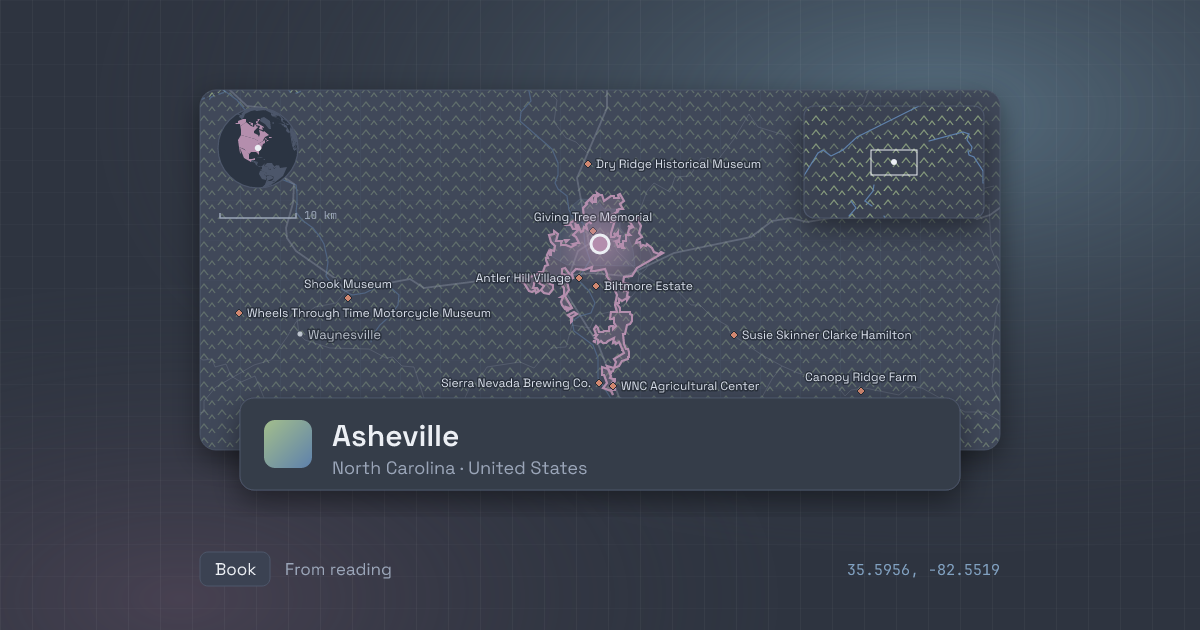 Dry Ridge Historical Museum
10 km
Giving Tree Memorial
Antler Hill Village
Biltmore Estate
Shook Museum
Wheels Through Time Motorcycle Museum
Waynesville
Susie Skinner Clarke Hamilton
Sierra Nevada Brewing Co.
WNC Agricultural Center
Canopy Ridge Farm
Asheville
North Carolina · United States
Book
From reading
35.5956, -82.5519